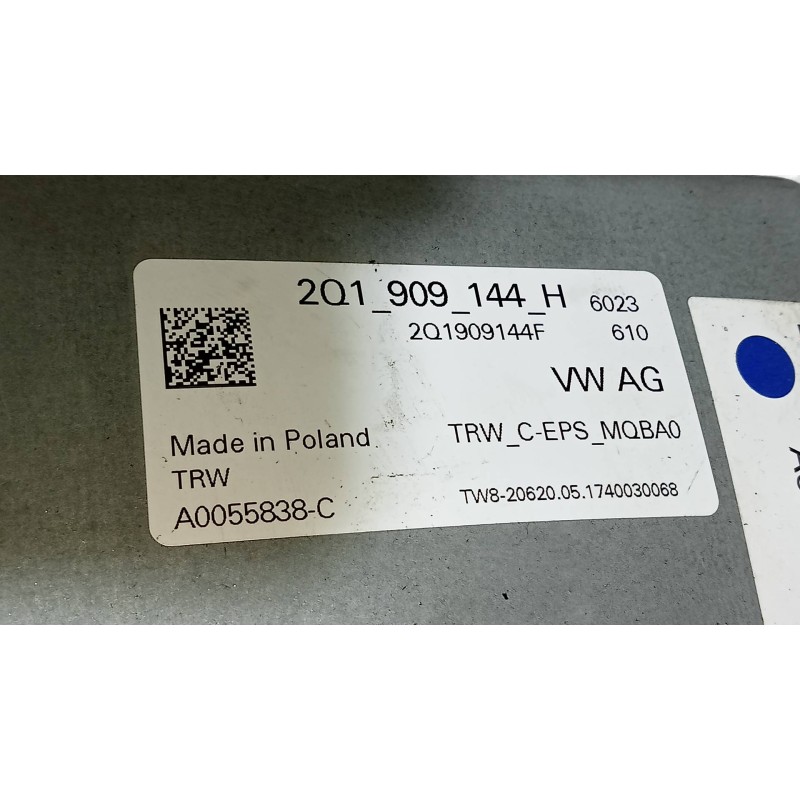 2Q1_909_144_H 6023
2Q1909144F 610
VW AG
Made in Poland TRW_C-EPS_MQBA0
TRW
A0055838-C TW8-20620.05.1740030068